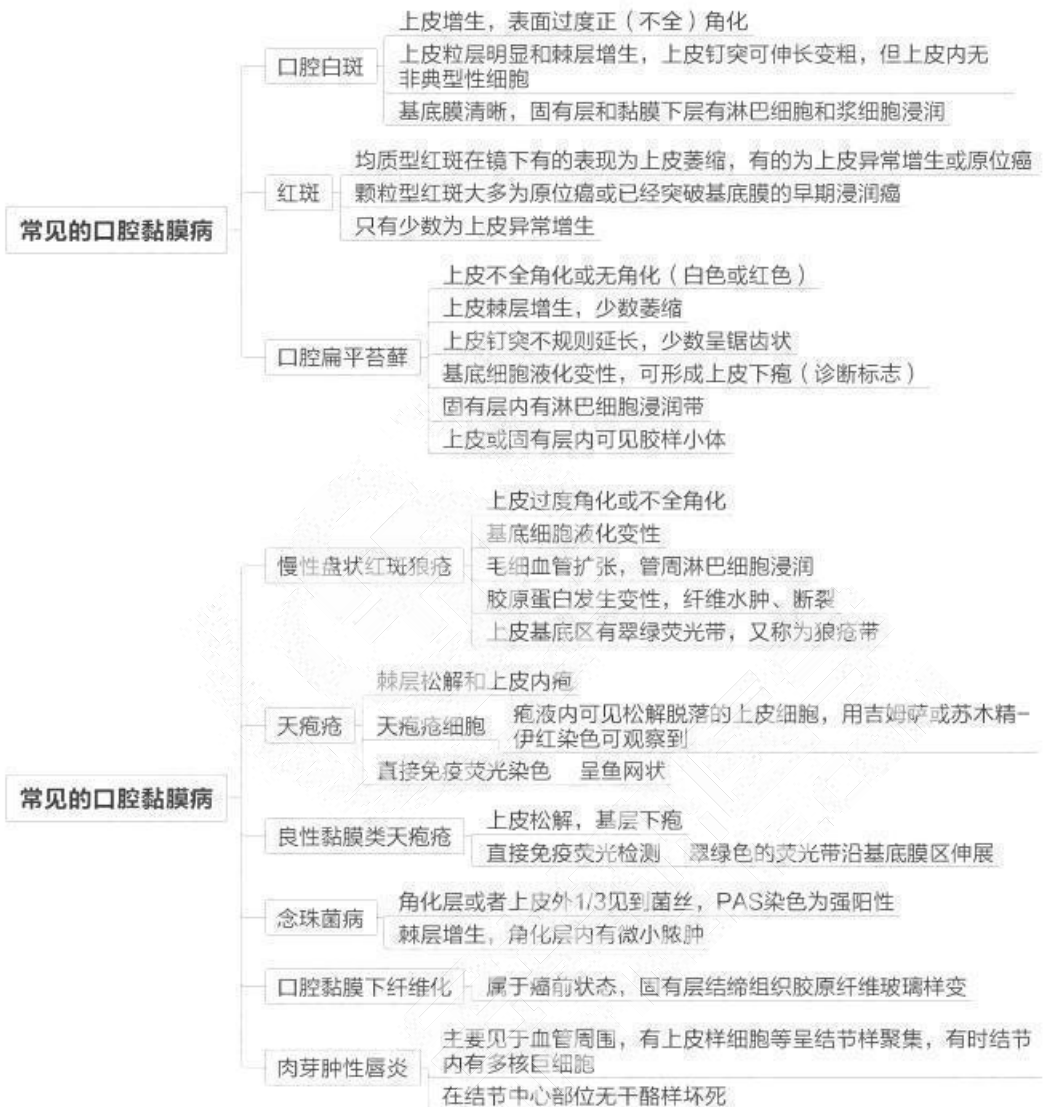 常见的口腔黏膜病
口腔白斑
上皮增生，表面过度正（不全）角化
上皮粒层明显和棘层增生，上皮钉突可伸长变粗，但上皮内无
非典型性细胞
基底膜清晰，固有层和黏膜下层有淋巴细胞和浆细胞浸润
红斑
均质型红斑在镜下有的表现为上皮萎缩，有的为上皮异常增生或原位癌
颗粒型红斑大多为原位癌或已经突破基底膜的早期浸润癌
只有少数为上皮异常增生
口腔扁平苔藓
上皮不全角化或无角化（白色或红色）
上皮棘层增生，少数萎缩
上皮钉突不规则延长，少数呈锯齿状
基底细胞液化变性，可形成上皮下疱（诊断标志）
固有层内有淋巴细胞浸润带
上皮或固有层内可见胶样小体
常见的口腔黏膜病
慢性盘状红斑狼疮
上皮过度角化或不全角化
基底细胞液化变性
毛细血管扩张，管周淋巴细胞浸润
胶原蛋白发生变性，纤维水肿、断裂
上皮基底区有翠绿荧光带，又称为狼疮带
天疱疮
棘层松解和上皮内疱
天疱疮细胞
疱液内可见松解脱落的上皮细胞，用吉姆萨或苏木精-
伊红染色可观察到
直接免疫荧光染色 呈鱼网状
良性黏膜类天疱疮
上皮松解，基层下疱
直接免疫荧光检测 翠绿色的荧光带沿基底膜区伸展
念珠菌病
角化层或者上皮外1/3见到菌丝，PAS染色为强阳性
棘层增生，角化层内有微小脓肿
口腔黏膜下纤维化
属于癌前状态，固有层结缔组织胶原纤维玻璃样变
肉芽肿性唇炎
主要见于血管周围，有上皮样细胞等呈结节样聚集，有时结节
内有多核巨细胞
在结节中心部位无干酪样坏死